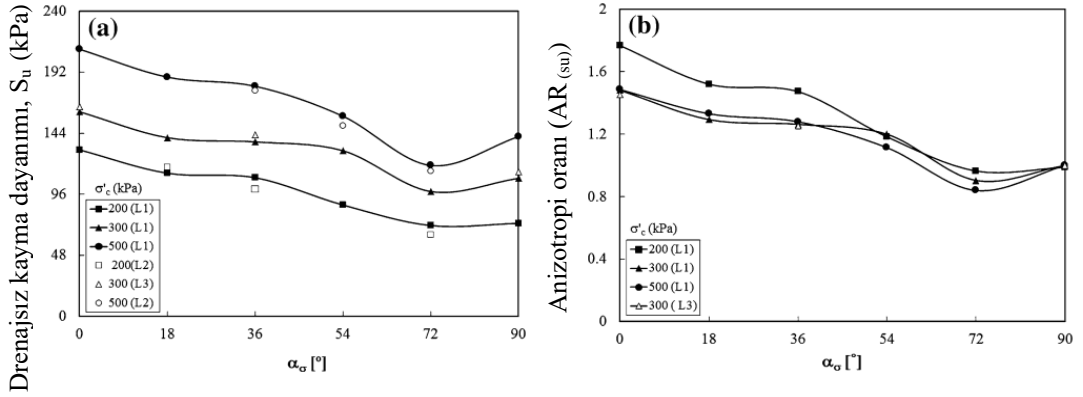 Drenajsız kayma dayanımı, Su (kPa)
(a)
240
192
144
96
48
0
σ'c (kPa)
200 (L1)
300 (L1)
500 (L1)
200(L2)
300 (L3)
500 (L2)
0 18 36 54 72 90
ασ [º]
Anizotropi oranı (AR (su))
(b)
2
1.6
1.2
0.8
0.4
0
σ'c (kPa)
200 (L1)
300 (L1)
500 (L1)
300 ( L3)
0 18 36 54 72 90
ασ [°]